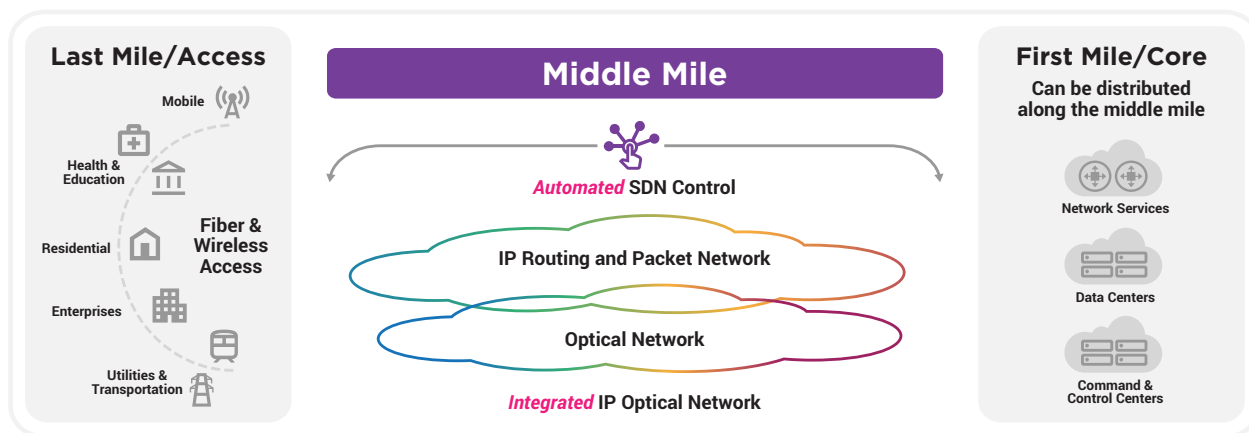 Last Mile/Access
Mobile
Health &
Education
Residential
Fiber &
Wireless
Access
Enterprises
Utilities &
Transportation
Middle Mile
Automated SDN Control
IP Routing and Packet Network
Optical Network
Integrated IP Optical Network
First Mile/Core
Can be distributed
along the middle mile
Network Services
Data Centers
Command &
Control Centers